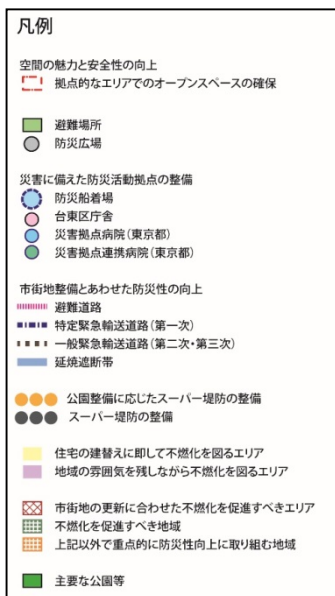 凡例
空間の魅力と安全性の向上
拠点的なエリアでのオープンスペースの確保
避難場所
防災広場
災害に備えた防災活動拠点の整備
防災船着場
台東区庁舎
災害拠点病院（東京都）
災害拠点連携病院（東京都）
市街地整備とあわせた防災性の向上
避難道路
特定緊急輸送道路（第一次）
一般緊急輸送道路（第二次・第三次）
延焼遮断帯
公園整備に応じたスーパー堤防の整備
スーパー堤防の整備
住宅の建替えに即して不燃化を図るエリア
地域の雰囲気を残しながら不燃化を図るエリア
市街地の更新に合わせた不燃化を促進すべきエリア
不燃化を促進すべき地域
上記以外で重点的に防災性向上に取り組む地域
主要な公園等